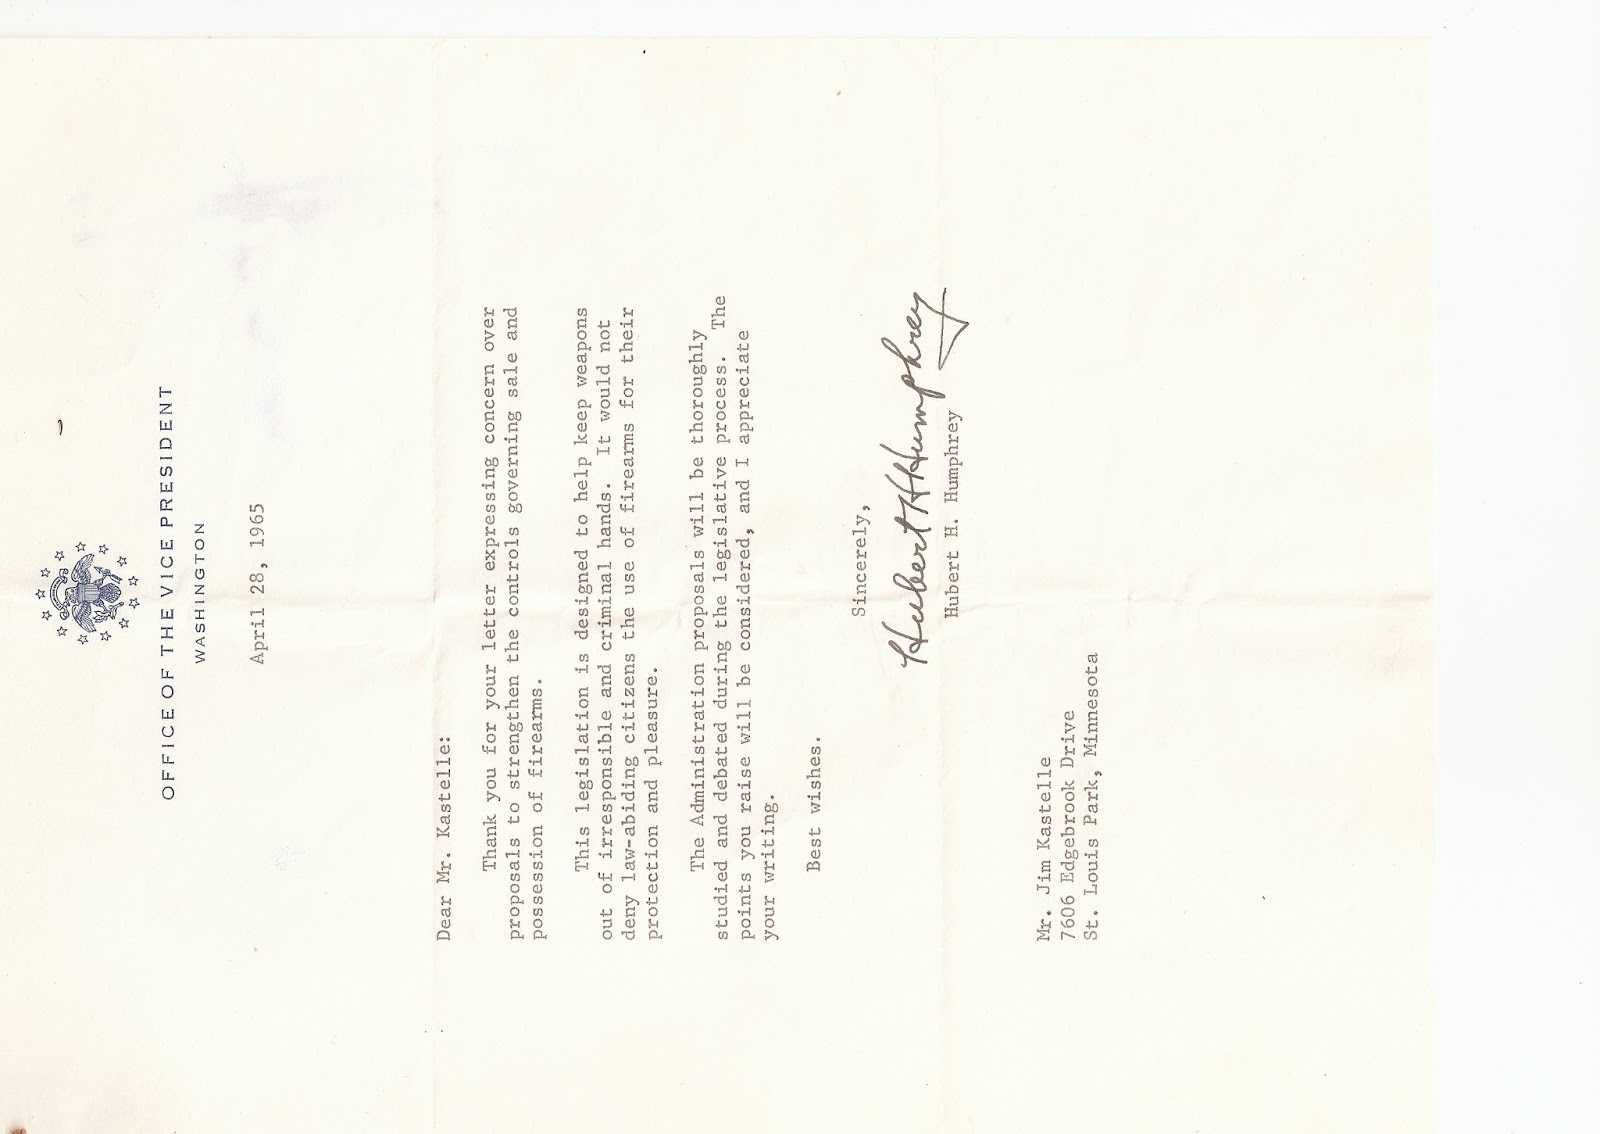 OFFICE OF THE VICE PRESIDENT
WASHINGTON
April 28, 1965
Dear Mr. Kastelle:
Thank you for your letter expressing concern over
proposals to strengthen the controls governing sale and
possession of firearms.
This legislation is designed to help keep weapons
out of irresponsible and criminal hands. It would not
deny law-abiding citizens the use of firearms for their
protection and pleasure.
The Administration proposals will be thoroughly
studied and debated during the legislative process. The
points you raise will be considered, and I appreciate
your writing.
Best wishes.
Sincerely,
Hubert H Humphrey
Hubert H. Humphrey
Mr. Jim Kastelle
7606 Edgebrook Drive
St. Louis Park, Minnesota